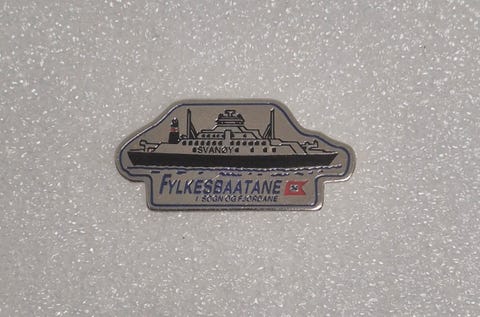 SVANØY
FYLKESBAATANE
I SOGN OG FJORDANE